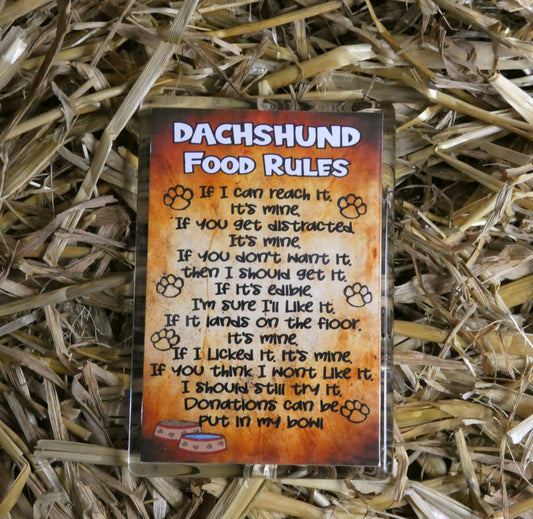 DACHSHUND
FOOD RULES
If I can reach it.
It's mine.
If you get distracted.
It's mine.
If you don't want it.
then I should get it.
If it's edible.
I'm sure I'll like it.
If it lands on the floor.
It's mine.
If I licked it, it's mine.
If you think I wont like it.
I should still try it.
Donations can be
put in my bowl